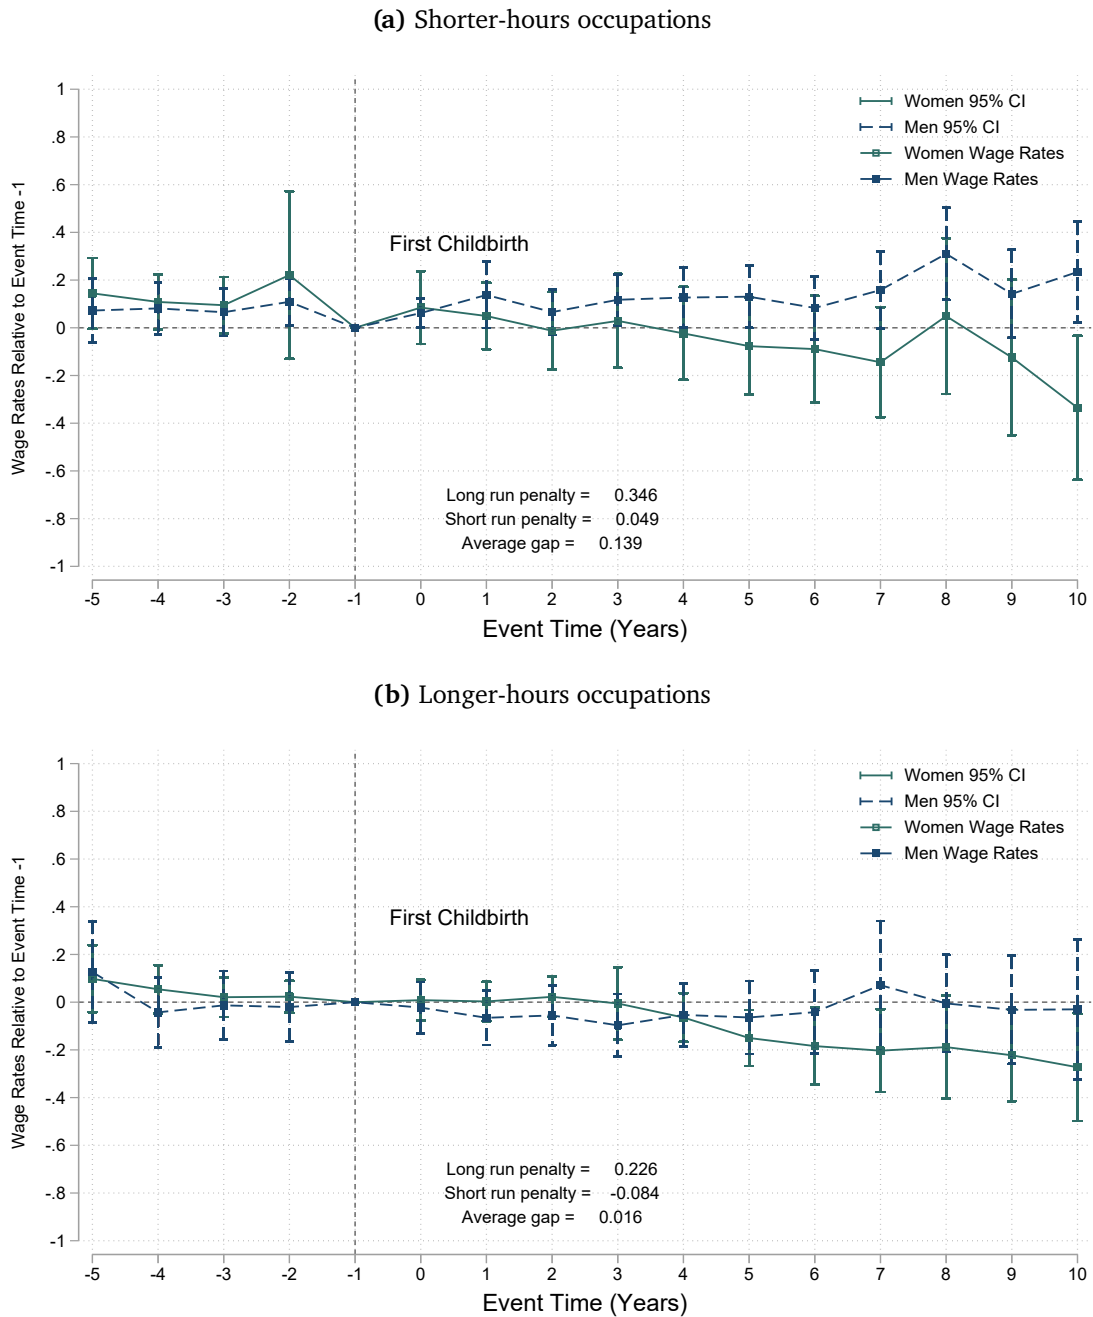 (a) Shorter-hours occupations
Wage Rates Relative to Event Time -1
1
.8
.6
.4
.2
0
-.2
-.4
-.6
-.8
-1
Women 95% CI
Men 95% CI
Women Wage Rates
Men Wage Rates
First Childbirth
Long run penalty = 0.346
Short run penalty = 0.049
Average gap = 0.139
-5 -4 -3 -2 -1 0 1 2 3 4 5 6 7 8 9 10
Event Time (Years)
(b) Longer-hours occupations
Wage Rates Relative to Event Time -1
1
.8
.6
.4
.2
0
-.2
-.4
-.6
-.8
-1
Women 95% CI
Men 95% CI
Women Wage Rates
Men Wage Rates
First Childbirth
Long run penalty = 0.226
Short run penalty = -0.084
Average gap = 0.016
-5 -4 -3 -2 -1 0 1 2 3 4 5 6 7 8 9 10
Event Time (Years)